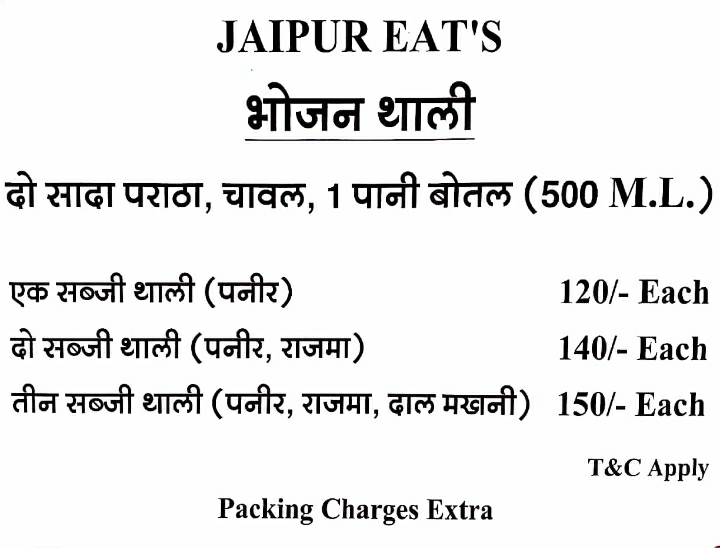 JAIPUR EAT'S
भोजन थाली
दो सादा पराठा, चावल, 1 पानी बोतल (500 M.L.)
एक सब्जी थाली (पनीर) 120/- Each
दो सब्जी थाली (पनीर, राजमा) 140/- Each
तीन सब्जी थाली (पनीर, राजमा, दाल मखनी) 150/- Each
T&C Apply
Packing Charges Extra